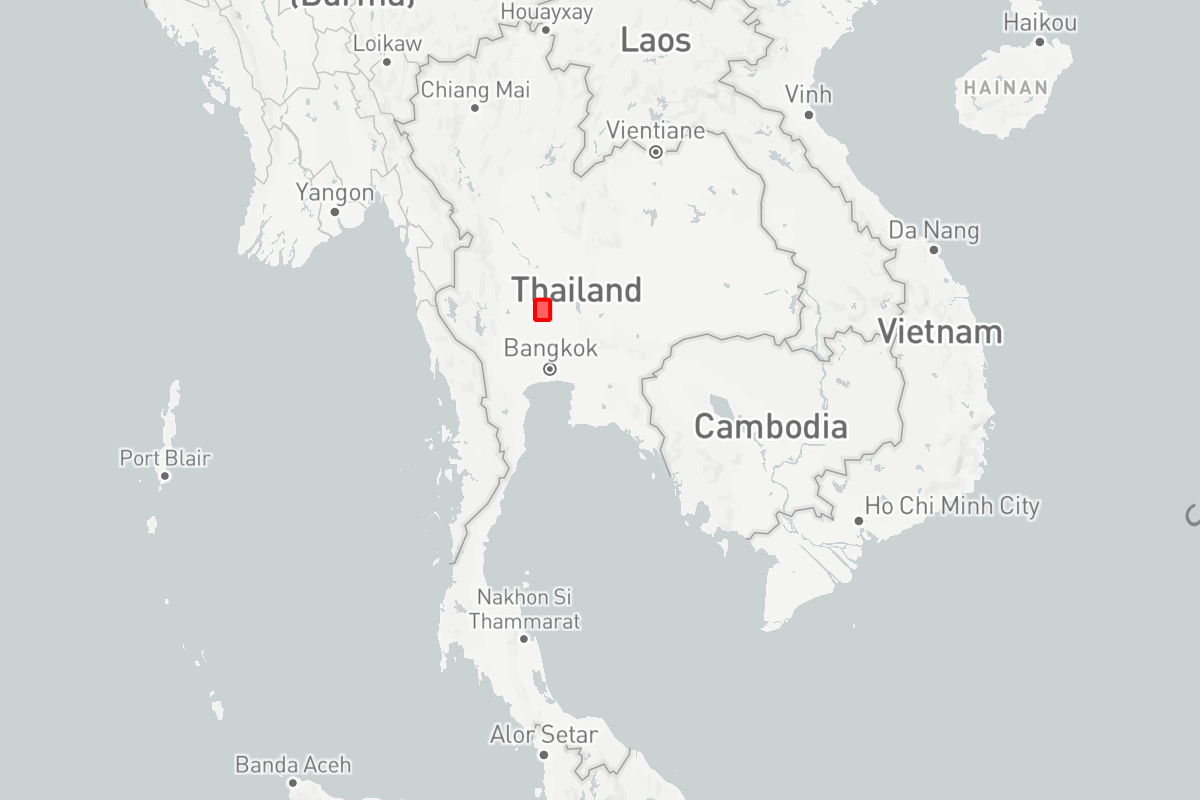 (Burma)
Houayxay
Haikou
Loikaw
Laos
Chiang Mai
HAINAN
Vinh
Vientiane
Yangon
Da Nang
Thailand
Vietnam
Bangkok
Cambodia
Port Blair
Ho Chi Minh City
Nakhon Si
Thammarat
Alor Setar
Banda Aceh